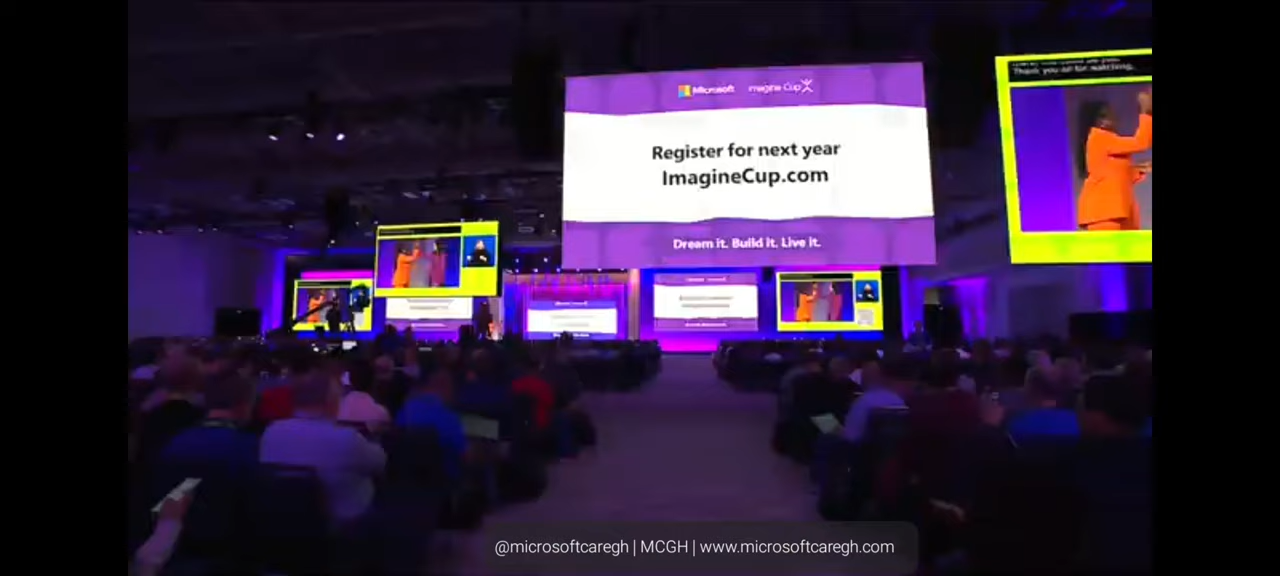 Microsoft Imagine Cup
Register for next year
ImagineCup.com
Dream it. Build it. Live it.
Thank you all for watching.
@microsoftcaregh | MCGH | www.microsoftcaregh.com